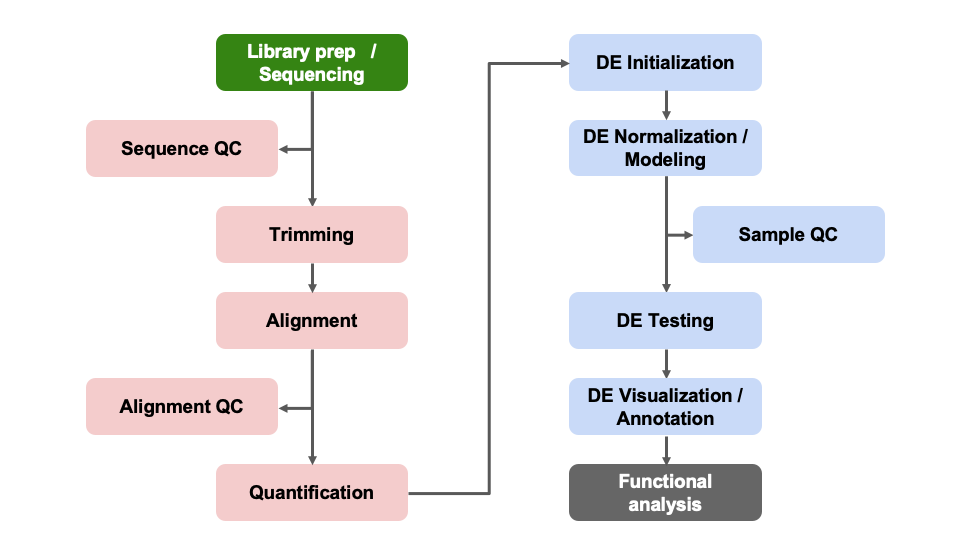 Library prep /
Sequencing
Sequence QC
Trimming
Alignment
Alignment QC
Quantification
DE Initialization
DE Normalization /
Modeling
Sample QC
DE Testing
DE Visualization /
Annotation
Functional
analysis